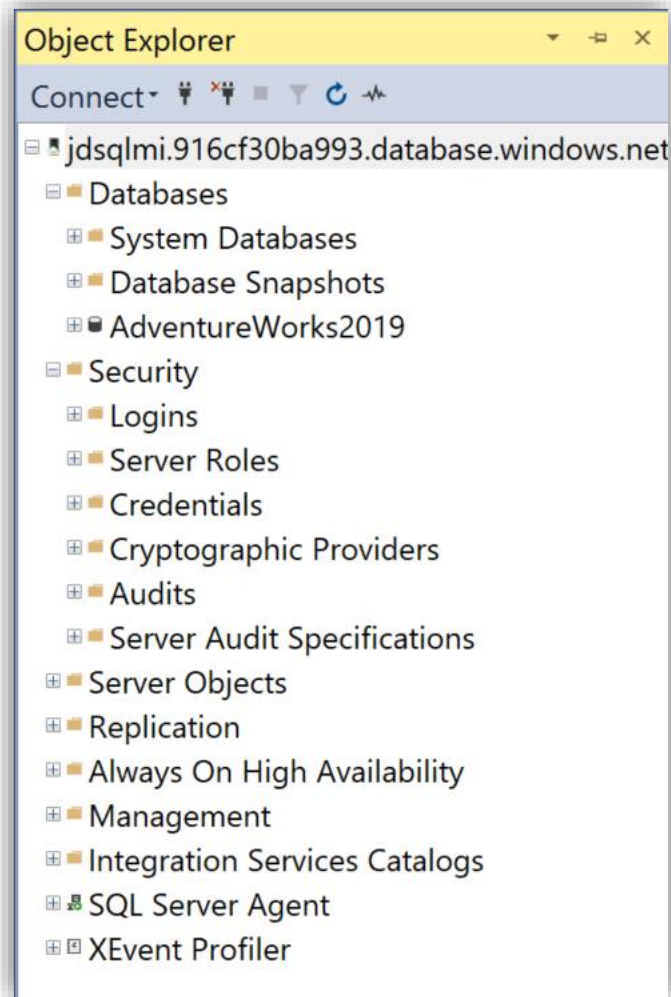 Object Explorer
Connect
jdsqlmi.916cf30ba993.database.windows.net
Databases
System Databases
Database Snapshots
AdventureWorks2019
Security
Logins
Server Roles
Credentials
Cryptographic Providers
Audits
Server Audit Specifications
Server Objects
Replication
Always On High Availability
Management
Integration Services Catalogs
SQL Server Agent
XEvent Profiler